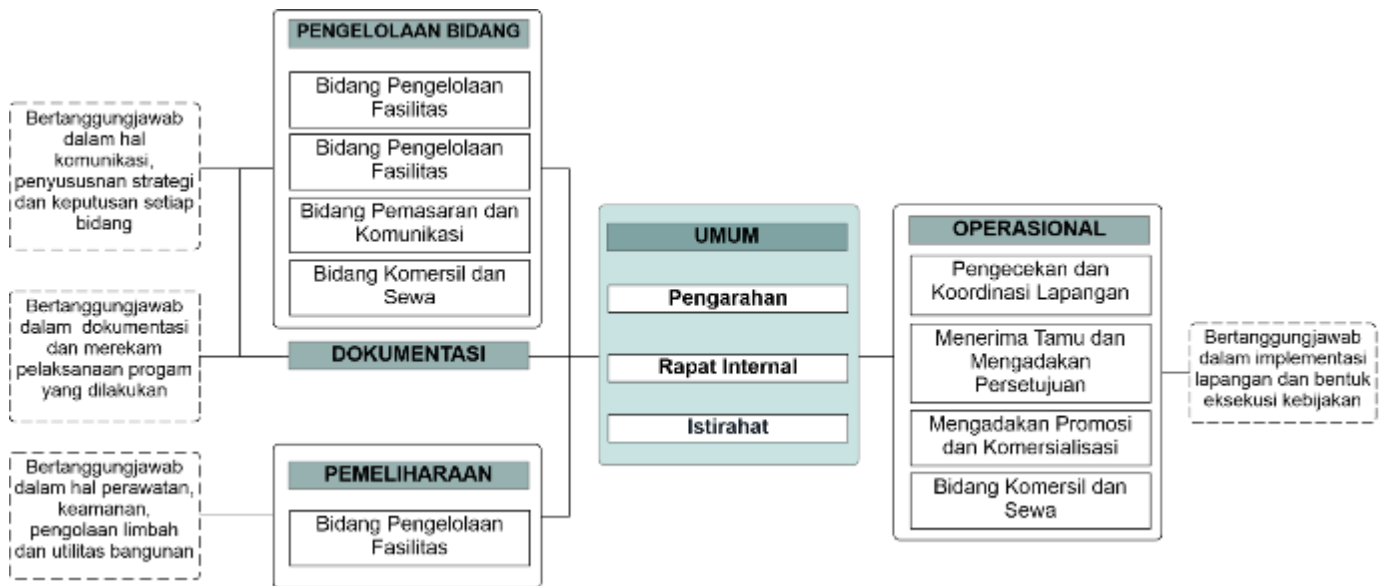 Bertanggungjawab
dalam hal
komunikasi,
penyususnan strategi
dan keputusan setiap
bidang
Bertanggungjawab
dalam dokumentasi
dan merekam
pelaksanaan progam
yang dilakukan
Bertanggungjawab
dalam hal perawatan,
keamanan,
pengolaan limbah
dan utilitas bangunan
PENGELOLAAN BIDANG
Bidang Pengelolaan
Fasilitas
Bidang Pengelolaan
Fasilitas
Bidang Pemasaran dan
Komunikasi
Bidang Komersil dan
Sewa
DOKUMENTASI
PEMELIHARAAN
Bidang Pengelolaan
Fasilitas
UMUM
Pengarahan
Rapat Internal
Istirahat
OPERASIONAL
Pengecekan dan
Koordinasi Lapangan
Menerima Tamu dan
Mengadakan
Persetujuan
Mengadakan Promosi
dan Komersialisasi
Bidang Komersil dan
Sewa
Bertanggungjawab
dalam implementasi
lapangan dan bentuk
eksekusi kebijakan